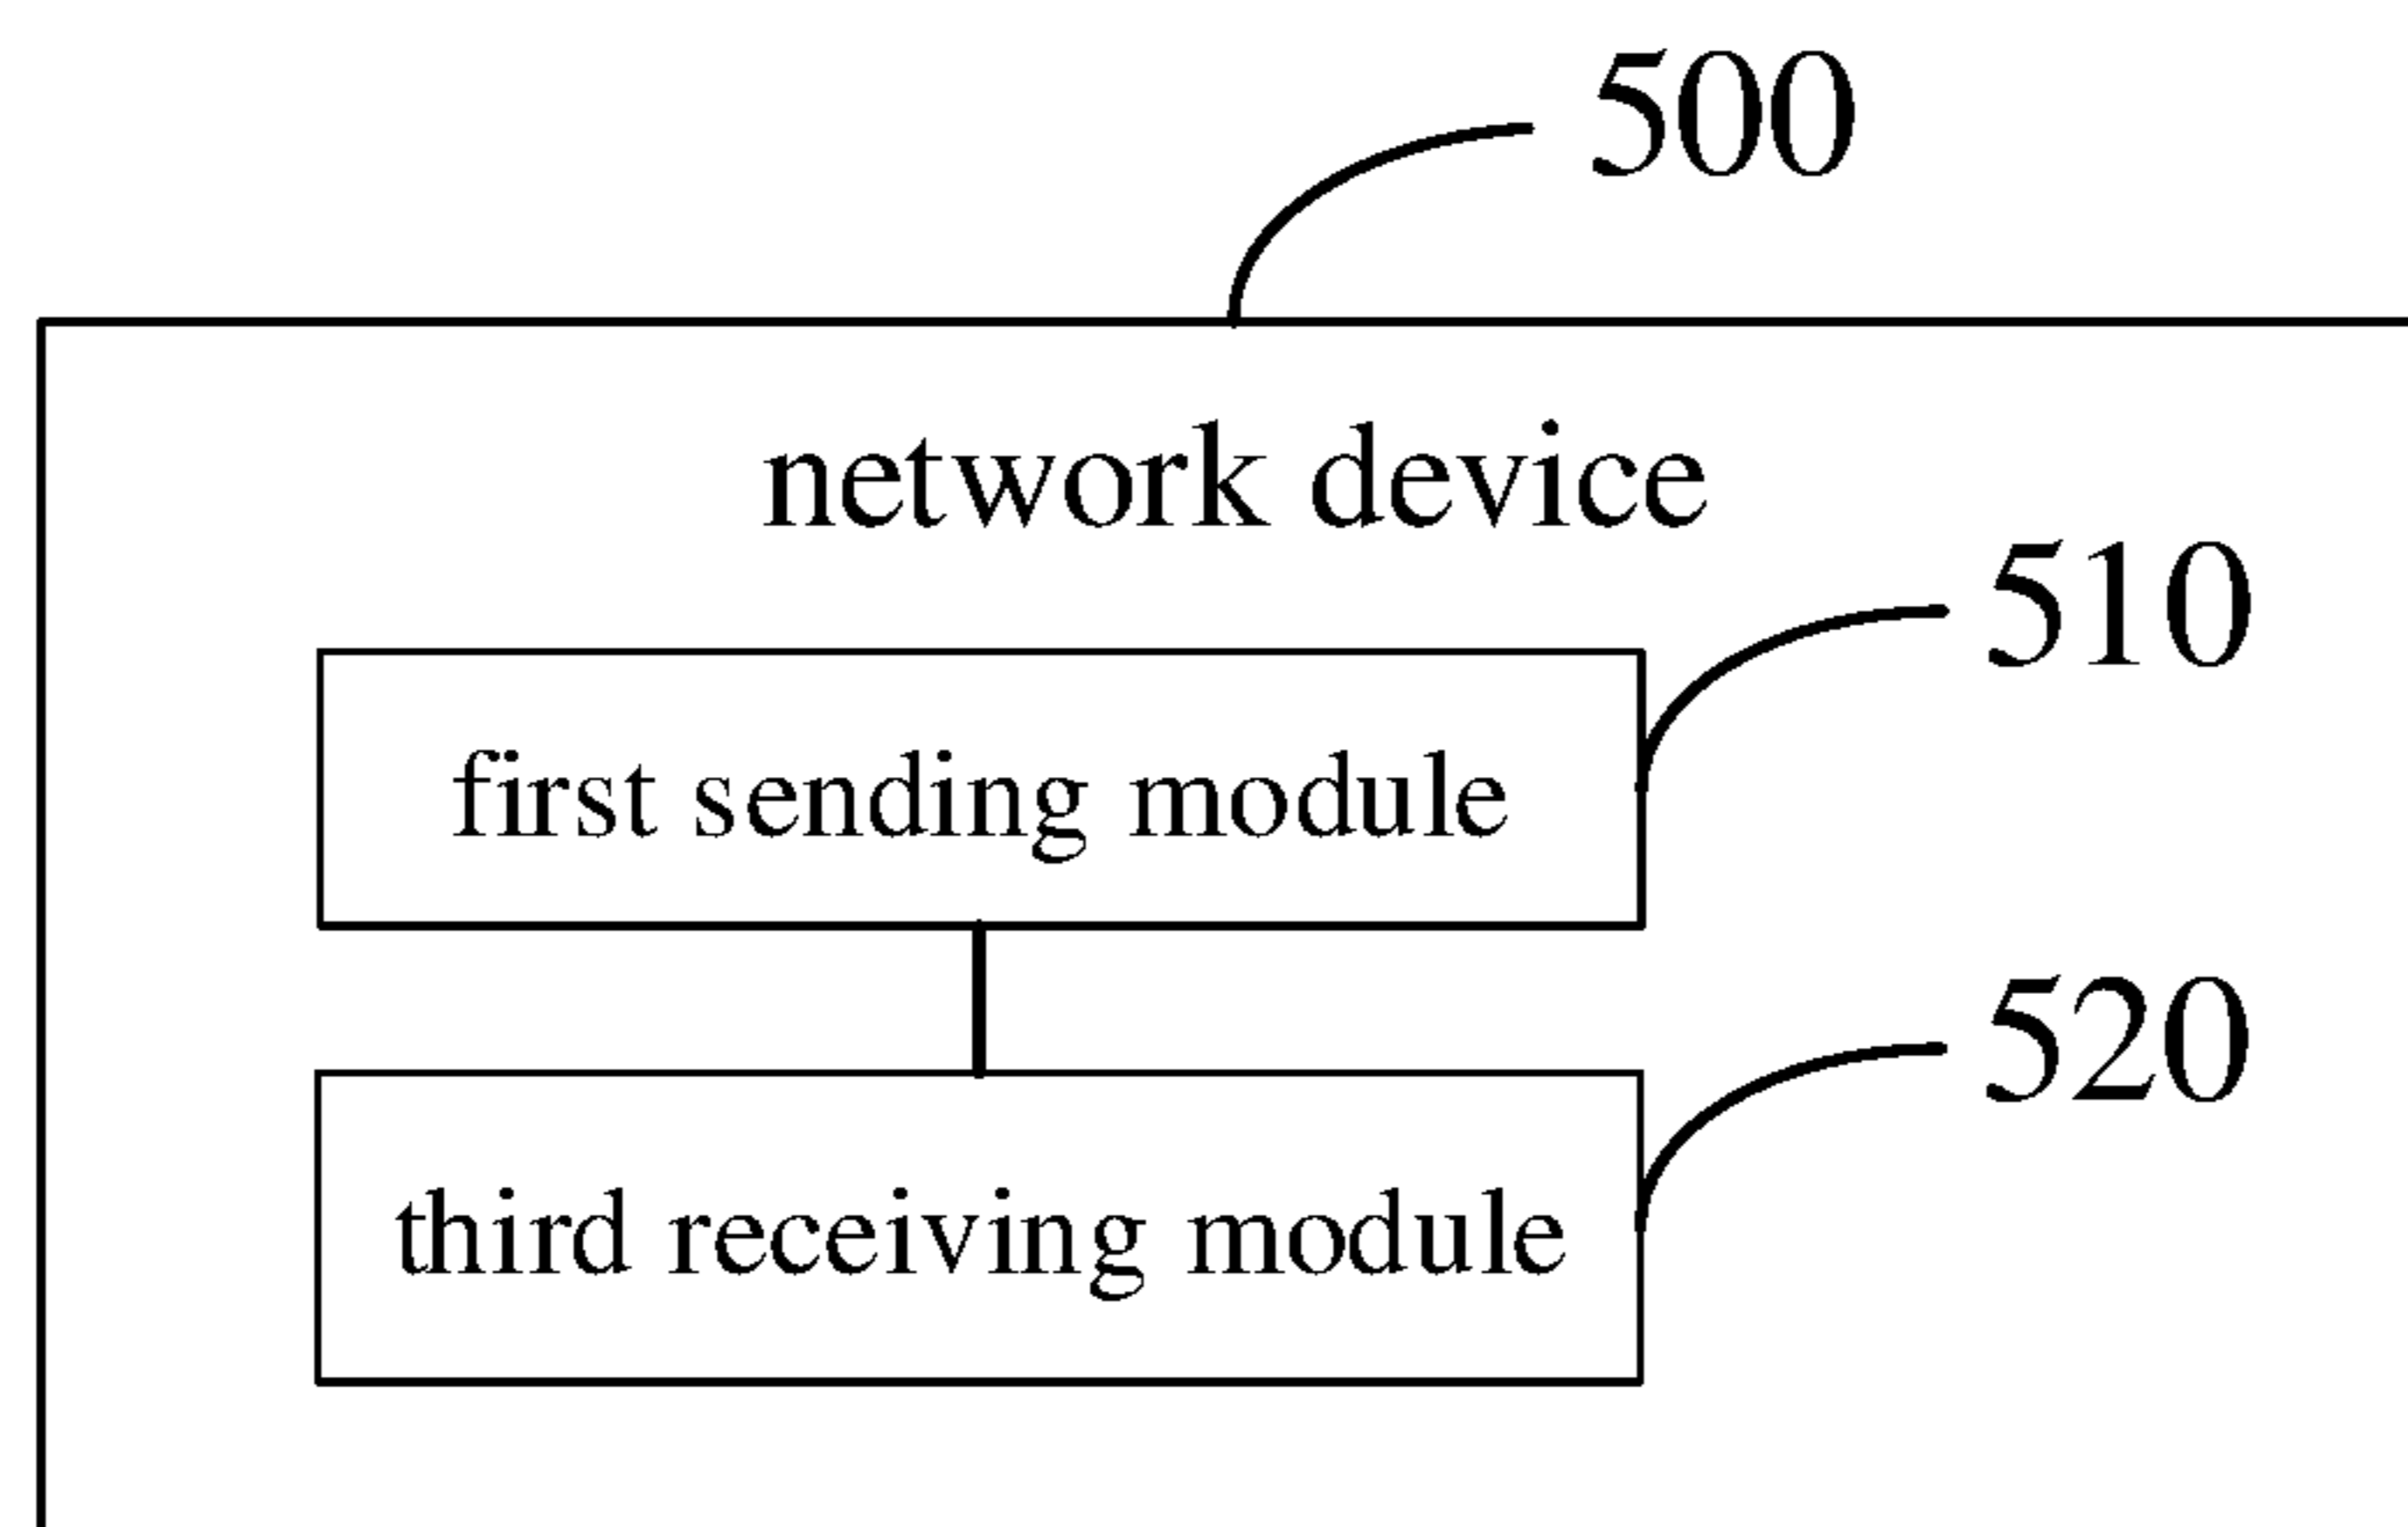 500
network device
510
first sending module
520
third receiving module